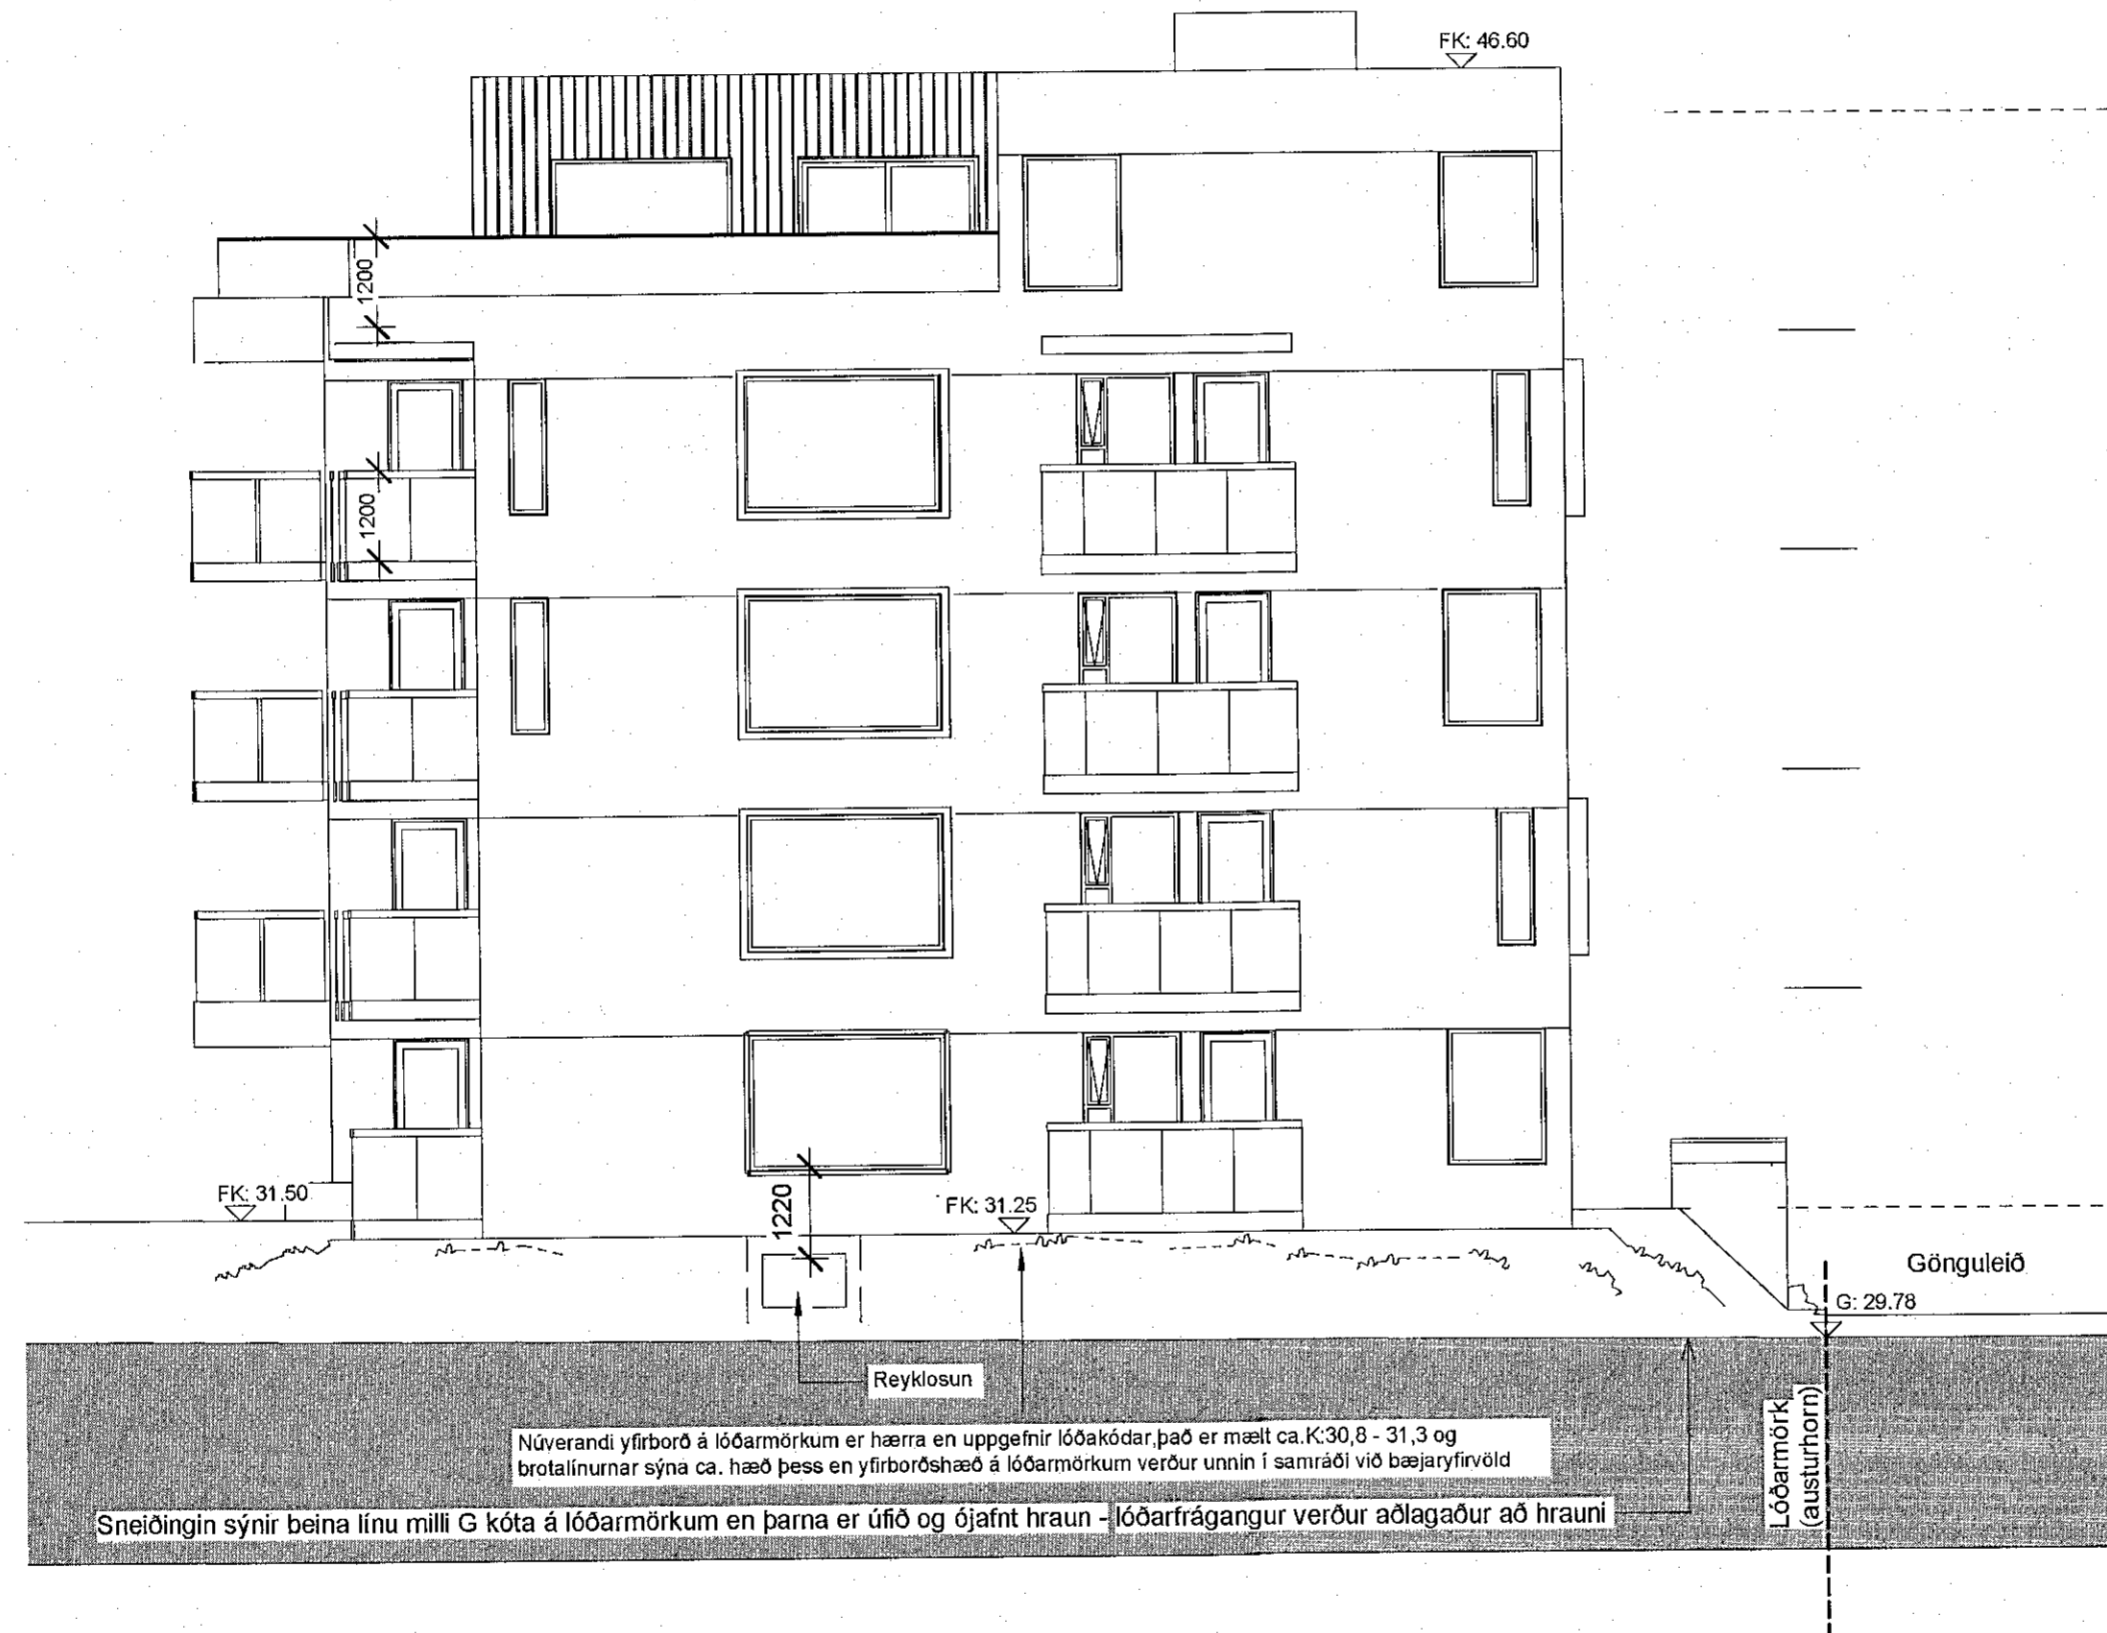 FK: 46.60
1200
1200
FK: 31.50
1220
FK: 31.25
Gönguleið
G: 29.78
Reyklosun
Núverandi yfirborð á lóðarmörkum er hærra en uppgefnir lóðakódar,það er mælt ca.K:30,8 - 31,3 og
brotalínurnar sýna ca. hæð þess en yfirborðshæð á lóðarmörkum verður unnin í samráði við bæjaryfirvöld
Sneiðingin sýnir beina línu milli G kóta á lóðarmörkum en þarna er úfið og ójafnt hraun - lóðarfrágangur verður aðlagaður að hrauni
Lóðarmörk
(austurhorn)